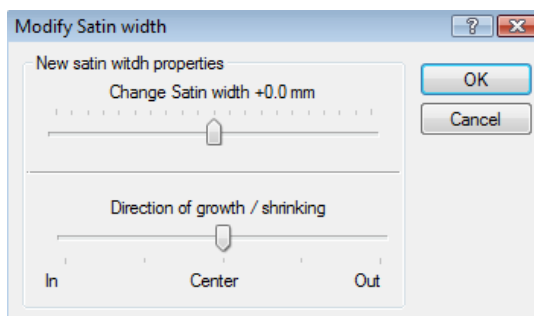 Modify Satin width
New satin witdh properties
Change Satin width +0.0 mm
Direction of growth / shrinking
In Center Out
OK
Cancel